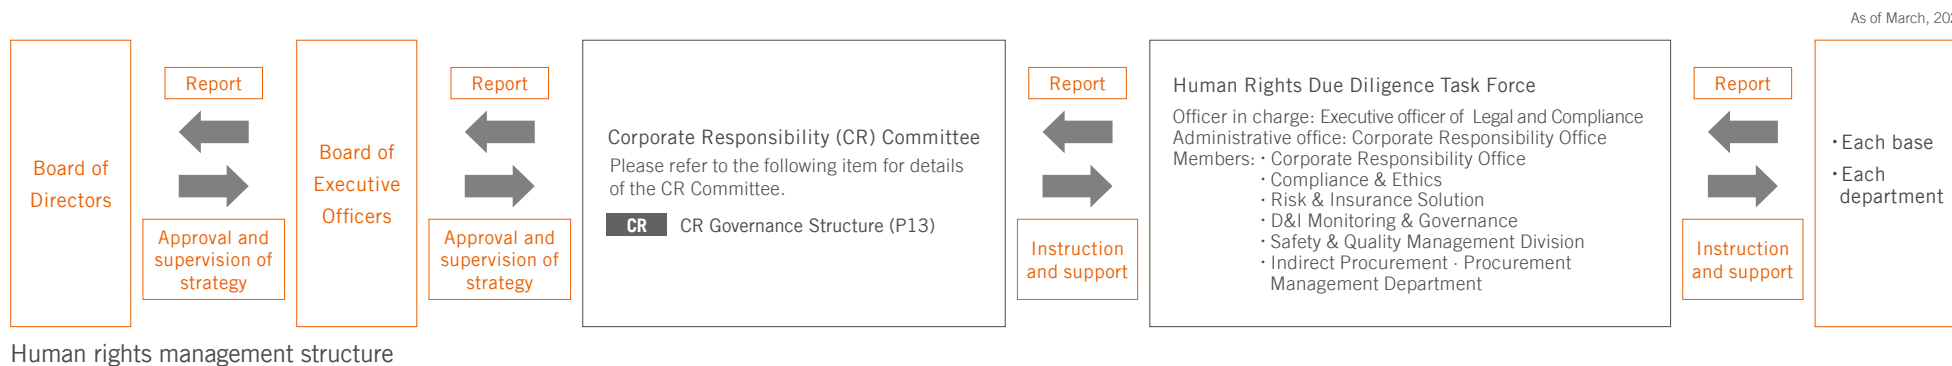 As of March,
Board of
Directors
Report
Approval and
supervision of
strategy
Board of
Executive
Officers
Report
Approval and
supervision of
strategy
Corporate Responsibility (CR) Committee
Please refer to the following item for details
of the CR Committee.
CR CR Governance Structure (P13)
Report
Instruction
and support
Human Rights Due Diligence Task Force
Officer in charge: Executive officer of Legal and Compliance
Administrative office: Corporate Responsibility Office
Members: ・Corporate Responsibility Office
・Compliance & Ethics
・Risk & Insurance Solution
・D&I Monitoring & Governance
・Safety & Quality Management Division
・Indirect Procurement · Procurement
Management Department
Report
Instruction
and support
・Each base
・Each
department
Human rights management structure